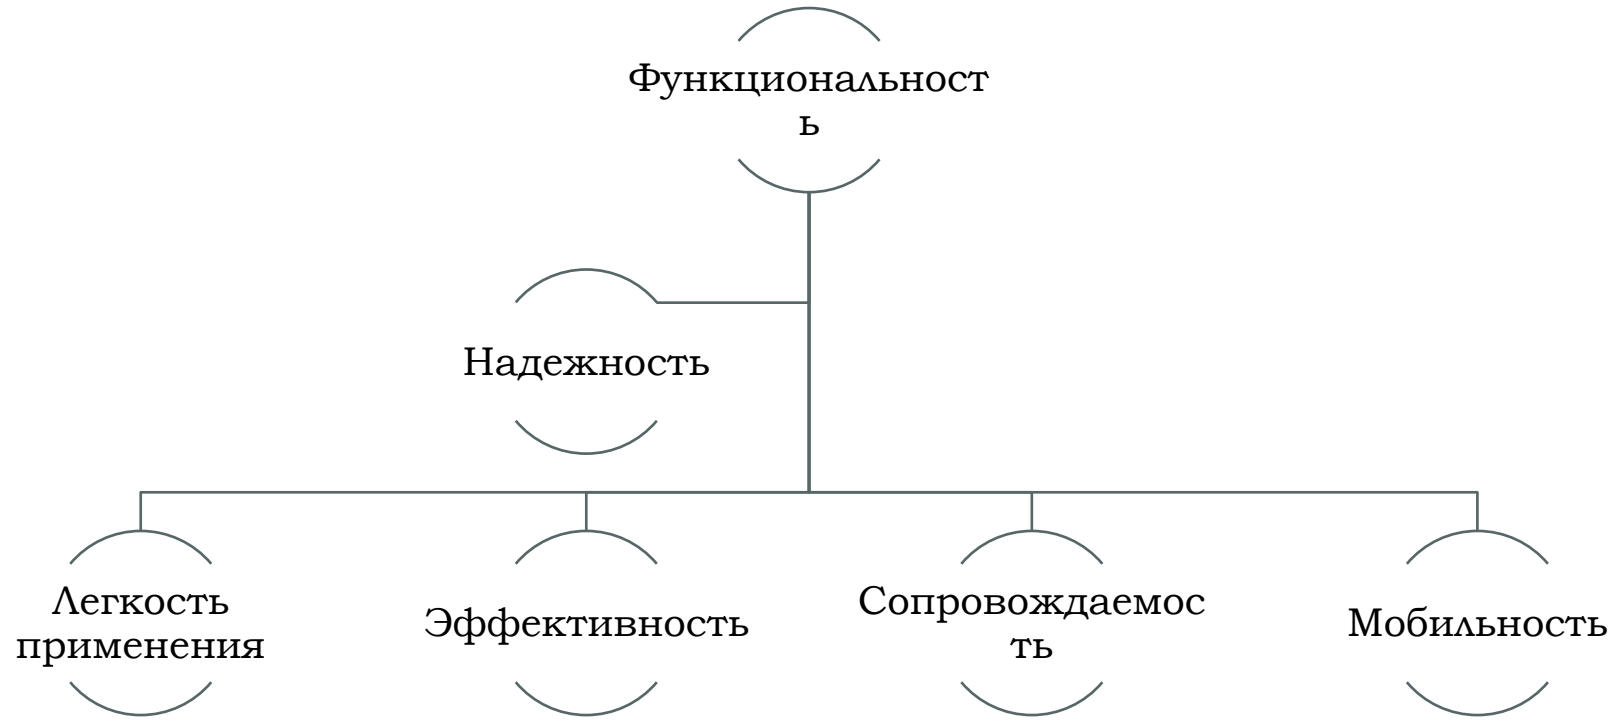 Функциональност
ь
Надежность
Легкость
применения
Эффективность
Сопровождаемос
ть
Мобильность